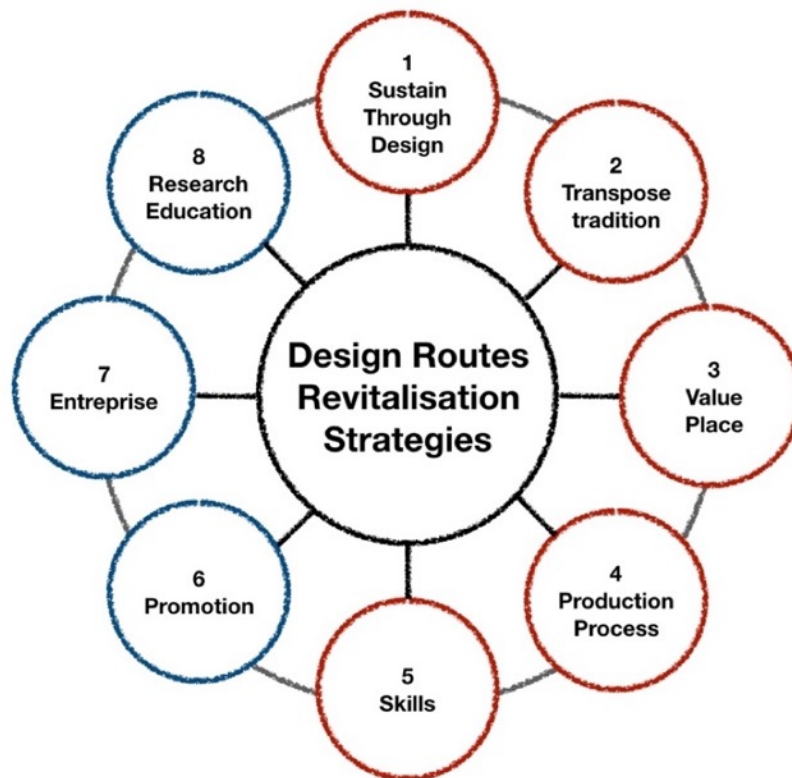 Design Routes
Revitalisation
Strategies
1
Sustain
Through
Design
2
Transpose
tradition
3
Value
Place
4
Production
Process
5
Skills
6
Promotion
7
Entreprise
8
Research
Education